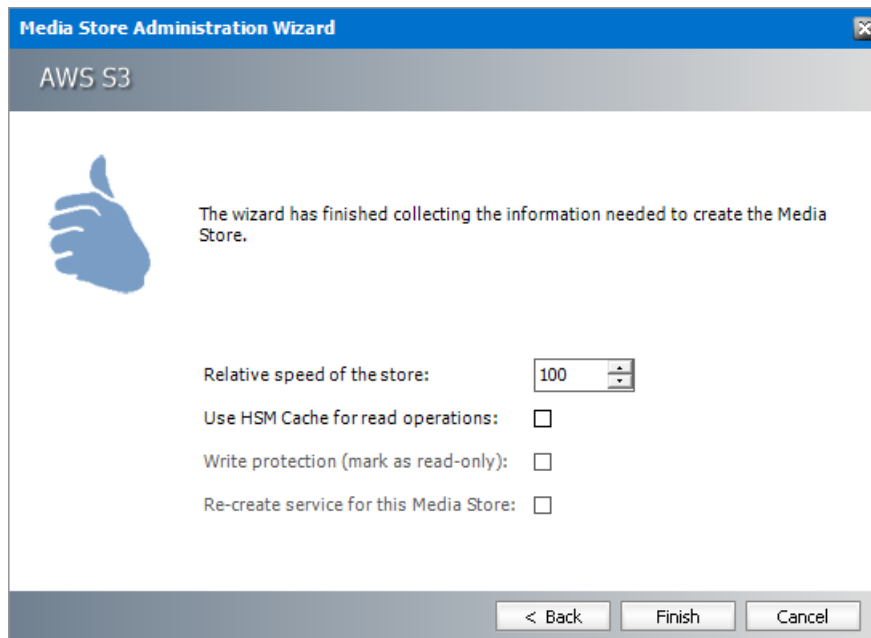 Media Store Administration Wizard
AWS S3
The wizard has finished collecting the information needed to create the Media
Store.
Relative speed of the store:
100
Use HSM Cache for read operations:
Write protection (mark as read-only):
Re-create service for this Media Store:
< Back
Finish
Cancel